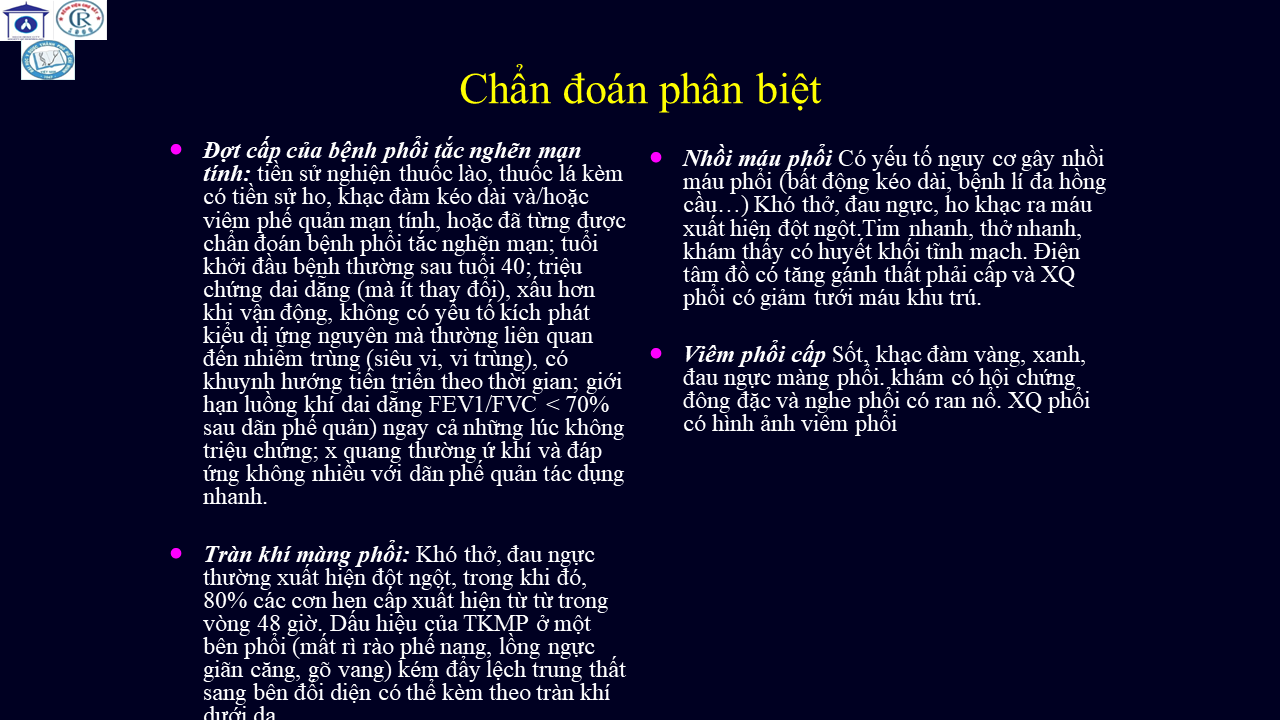 Chẩn đoán phân biệt
Đợt cấp của bệnh phổi tắc nghẽn mạn
tính: tiền sử nghiện thuốc lào, thuốc lá kèm
có tiền sử ho, khạc đàm kéo dài và/hoặc
viêm phế quản mạn tính, hoặc đã từng được
chẩn đoán bệnh phổi tắc nghẽn mạn; tuổi
khởi đầu bệnh thường sau tuổi 40; triệu
chứng dai dẵng (mà ít thay đổi), xấu hơn
khi vận động, không có yếu tố kích phát
kiểu dị ứng nguyên mà thường liên quan
đến nhiễm trùng (siêu vi, vi trùng), có
khuynh hướng tiến triển theo thời gian; giới
hạn luồng khí dai dẵng FEV1/FVC < 70%
sau dãn phế quản) ngay cả những lúc không
triệu chứng; x quang thường ứ khí và đáp
ứng không nhiều với dãn phế quản tác dụng
nhanh.
Tràn khí màng phổi: Khó thở, đau ngực
thường xuất hiện đột ngột, trong khi đó,
80% các cơn hen cấp xuất hiện từ từ trong
vòng 48 giờ. Dấu hiệu của TKMP ở một
bên phổi (mất rì rào phế nang, lồng ngực
giãn căng, gõ vang) kém đẩy lệch trung thất
sang bên đối diện có thể kèm theo tràn khí
dưới da
Nhồi máu phổi Có yếu tố nguy cơ gây nhồi
máu phổi (bất động kéo dài, bệnh lí đa hồng
cầu…) Khó thở, đau ngực, ho khạc ra máu
xuất hiện đột ngột.Tim nhanh, thở nhanh,
khám thấy có huyết khối tĩnh mạch. Điện
tâm đồ có tăng gánh thất phải cấp và XQ
phổi có giảm tưới máu khu trú.
Viêm phổi cấp Sốt, khạc đàm vàng, xanh,
đau ngực màng phổi. khám có hội chứng
đông đặc và nghe phổi có ran nổ. XQ phổi
có hình ảnh viêm phổi